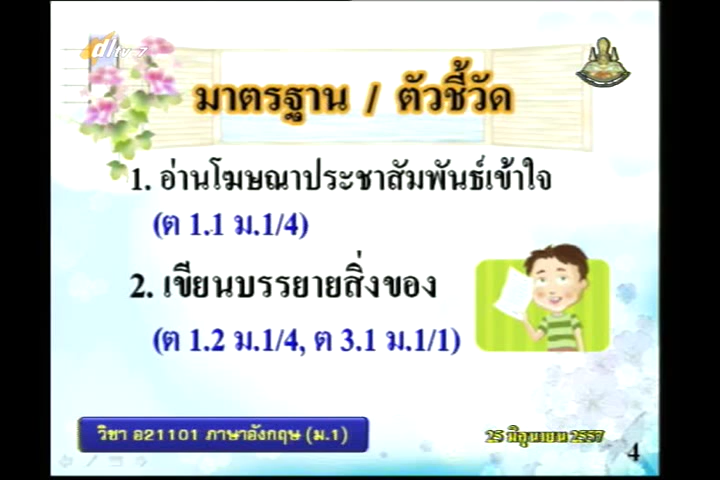 dltv 7
มาตรฐาน / ตัวชี้วัด
1. อ่านโฆษณาประชาสัมพันธ์เข้าใจ
(ต 1.1 ม.1/4)
2. เขียนบรรยายสิ่งของ
(ต 1.2 ม.1/4, ต 3.1 ม.1/1)
วิชา อ21101 ภาษาอังกฤษ (ม.1)
25 มิถุนายน 2557
4